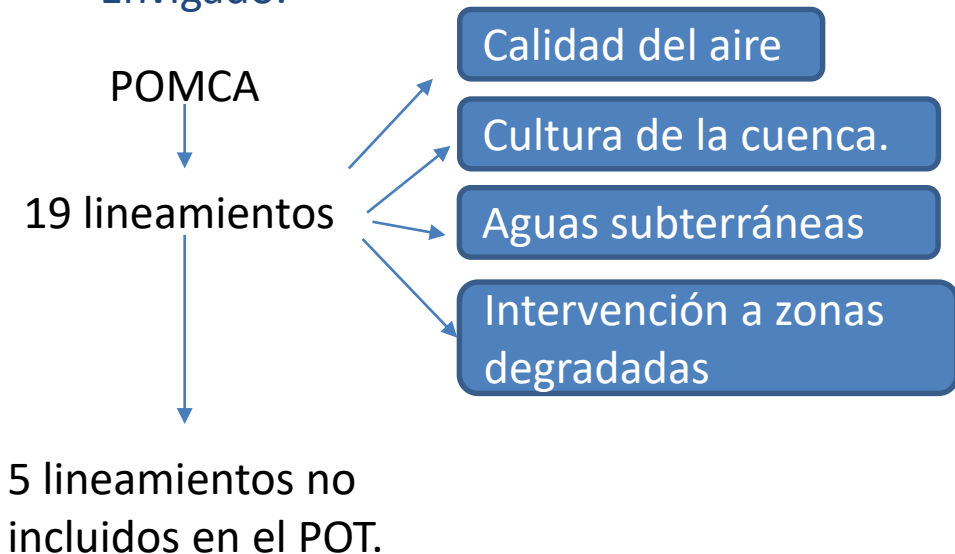 Envigado.
POMCA
19 lineamientos
5 lineamientos no
incluidos en el POT.
Calidad del aire
Cultura de la cuenca.
Aguas subterráneas
Intervención a zonas
degradadas